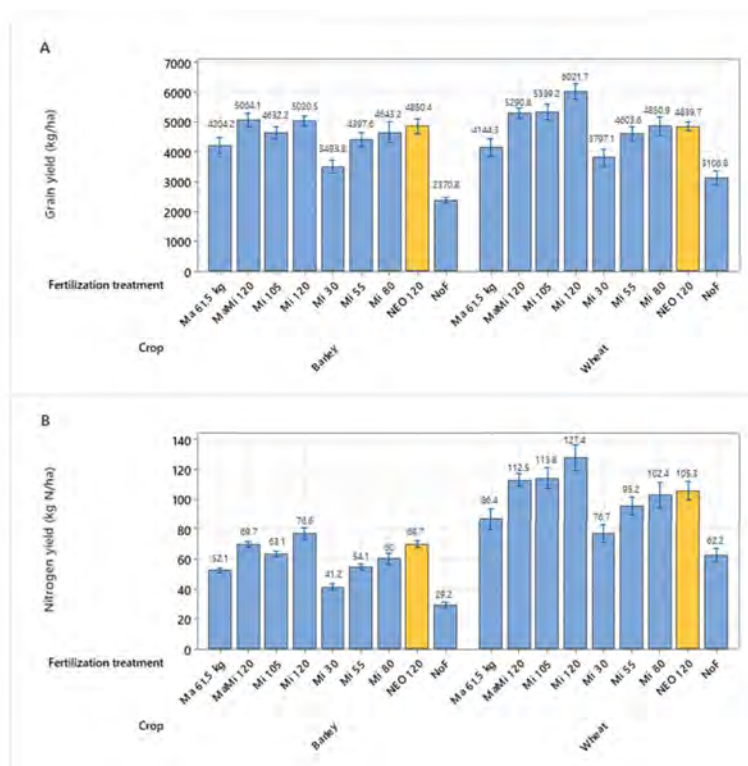 A
Grain yield (kg/ha)
7000
6000
5000
4000
3000
2000
1000
0
4204.2 5064.1 4632.2 5020.5 4397.6 4643.2 4850.4 2370.8 4144.3 5290.8 5339.2 6021.7 3797.1 4603.6 4850.9 4839.7 3106.8
Fertilization treatment
Ma 61.5 kg MaMi 120 Mi 105 Mi 120 Mi 30 Mi 55 Mi 80 NEO 120 NoF Ma 61.5 kg MaMi 120 Mi 105 Mi 120 Mi 30 Mi 55 Mi 80 NEO 120 NoF
Crop
Barley Wheat
B
Nitrogen yield (kg N/ha)
140
120
100
80
60
40
20
0
52.1 69.7 63.1 76.6 41.2 54.1 60 29.2 86.4 112.5 113.8 127.4 76.7 95.2 102.4 105.3 62.2
Fertilization treatment
Ma 61.5 kg MaMi 120 Mi 105 Mi 120 Mi 30 Mi 55 Mi 80 NEO 120 NoF Ma 61.5 kg MaMi 120 Mi 105 Mi 120 Mi 30 Mi 55 Mi 80 NEO 120 NoF
Crop
Barley Wheat